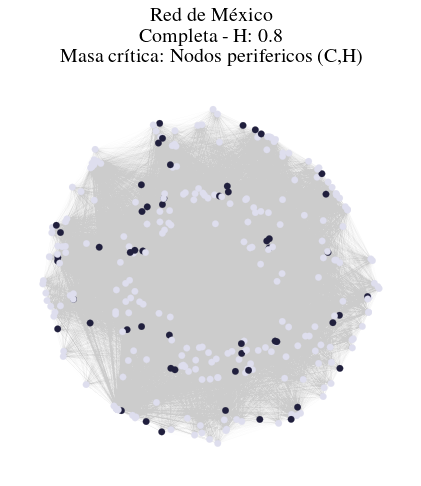 Red de México
Completa - H: 0.8
Masa crítica: Nodos perifericos (C,H)